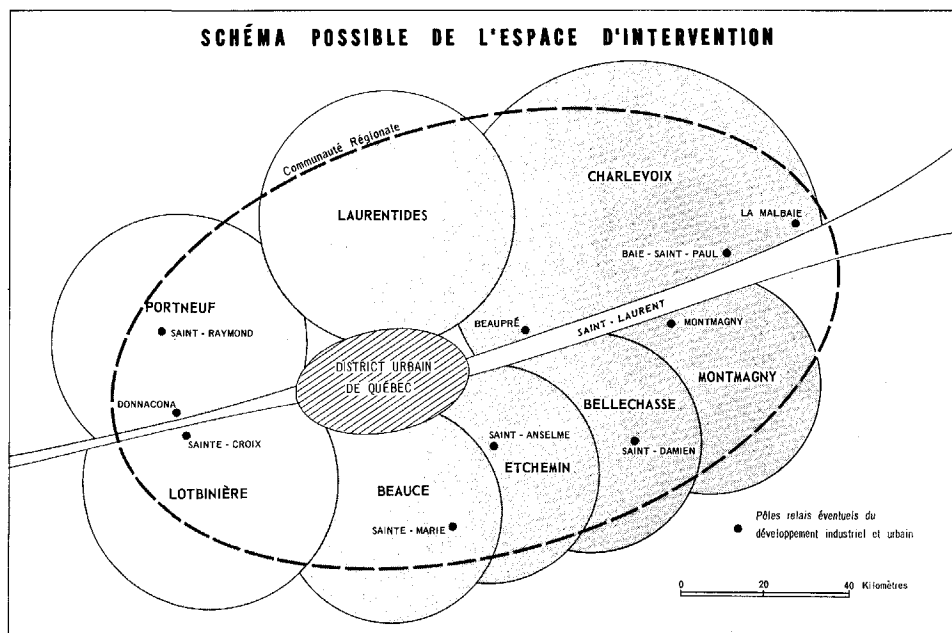 SCHÉMA POSSIBLE DE L'ESPACE D'INTERVENTION
Communauté Régionale
CHARLEVOIX
LAURENTIDES
LA MALBAIE
BAIE-SAINT-PAUL
PORTNEUF
SAINT-RAYMOND
BEAUPRÉ
SAINT-LAURENT
MONTMAGNY
DISTRICT URBAIN
DE QUÉBEC
MONTMAGNY
BELLECHASSE
DONNACONA
SAINTE-CROIX
SAINT-ANSELME
SAINT-DAMIEN
ETCHEMIN
LOTBINIÈRE
BEAUCE
SAINTE-MARIE
Pôles relais éventuels du
développement industriel et urbain
0 20 40 Kilomètres